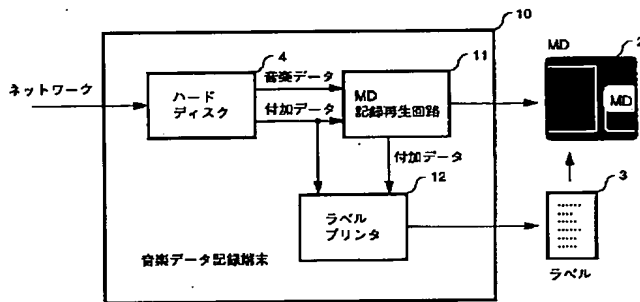 10
MD
2
ネットワーク
4
ハード
ディスク
音楽データ
付加データ
11
MD
記録再生回路
MD
付加データ
12
ラベル
プリンタ
3
ラベル
音楽データ記録端末